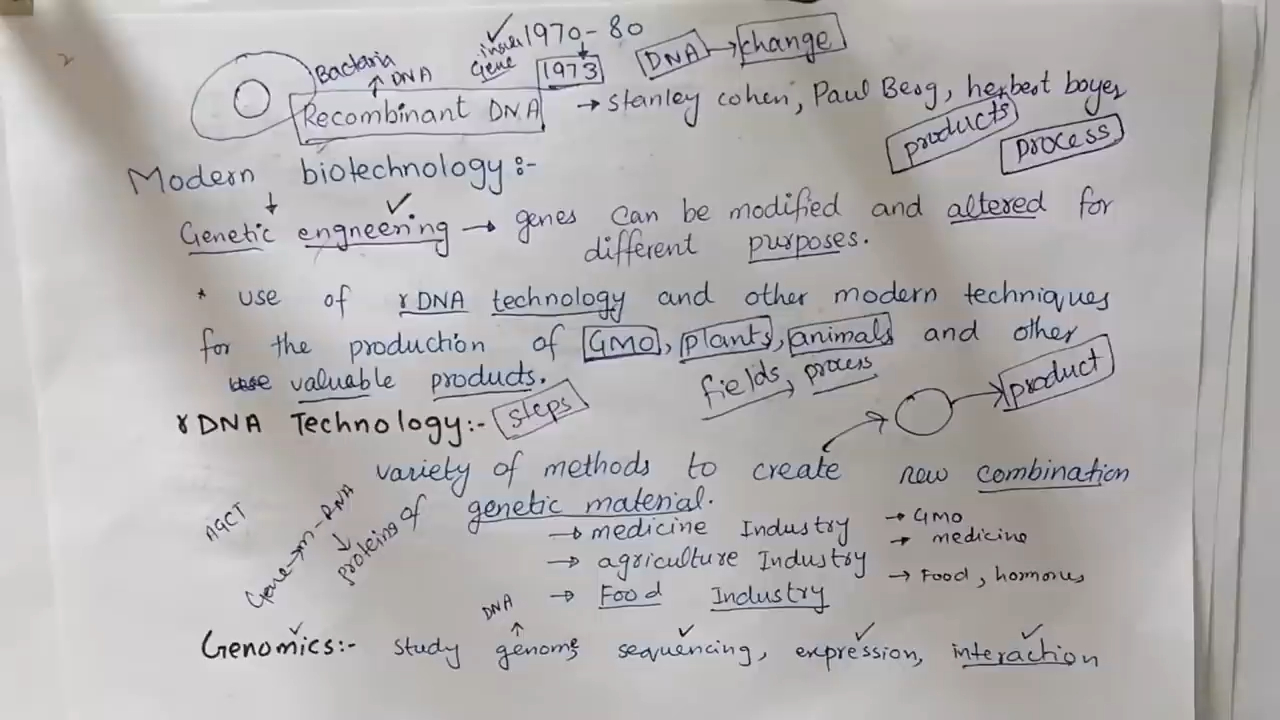 1970-80
insert Gene
1973
DNA → change
Bacteria
↑ DNA
Recombinant DNA → Stanley cohen, Paul Berg, herbert boyer
products
process
Modern biotechnology :-
↓
Genetic engneering → genes can be modified and altered for
different purposes.
* use of rDNA technology and other modern techniques
for the production of GMO, plants, animals and other
valuable products.
fields, process
product
rDNA Technology:- steps
variety of methods to create new combination
of genetic material.
AGCT
Gene → m-RNA
↓
proteins
→ medicine Industry
→ agriculture Industry
→ Food Industry
→ GMO
→ medicine
→ Food, hormones
DNA
↑
Genomics:- study genoms sequencing, expression, interaction